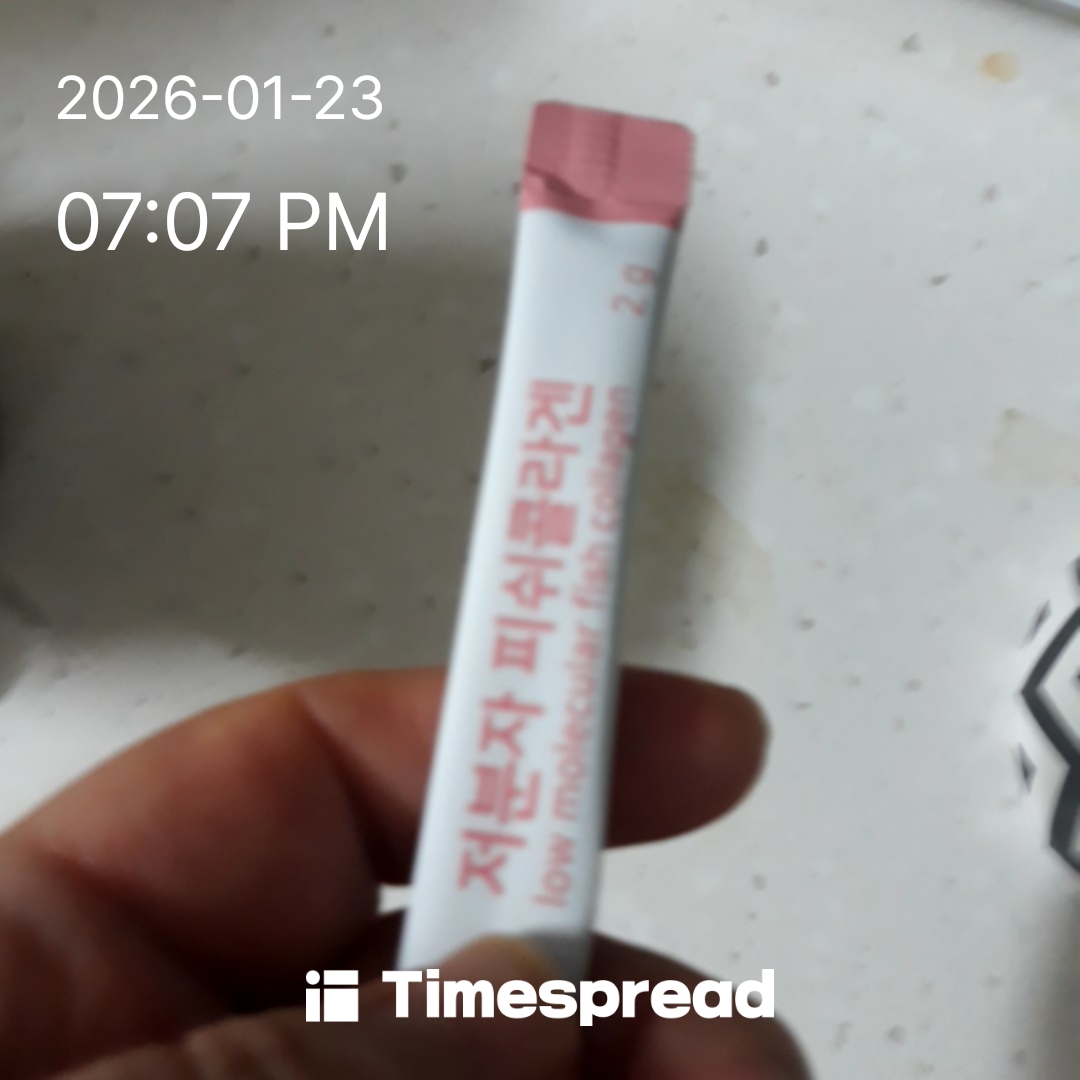 2026-01-23
07:07 PM
저분자 피쉬콜라겐
low molecular fish collagen
2 g
Timespread